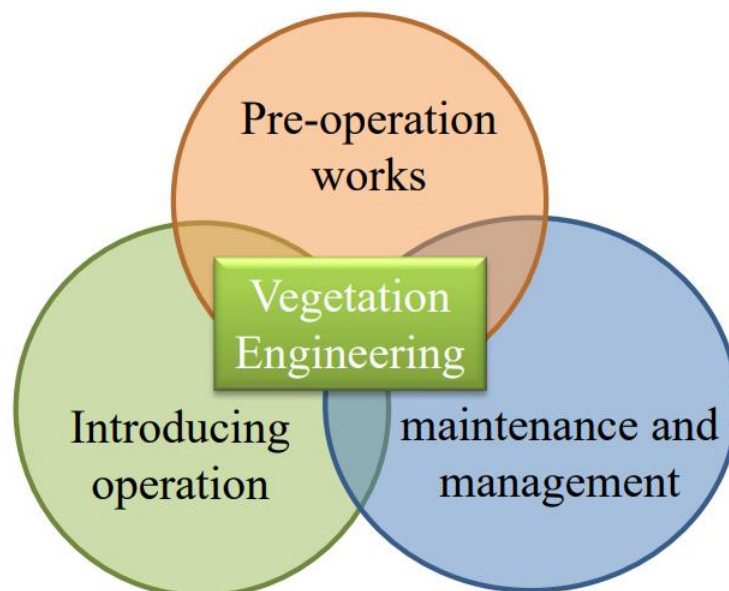 Pre-operation
works
Vegetation
Engineering
Introducing
operation
maintenance and
management